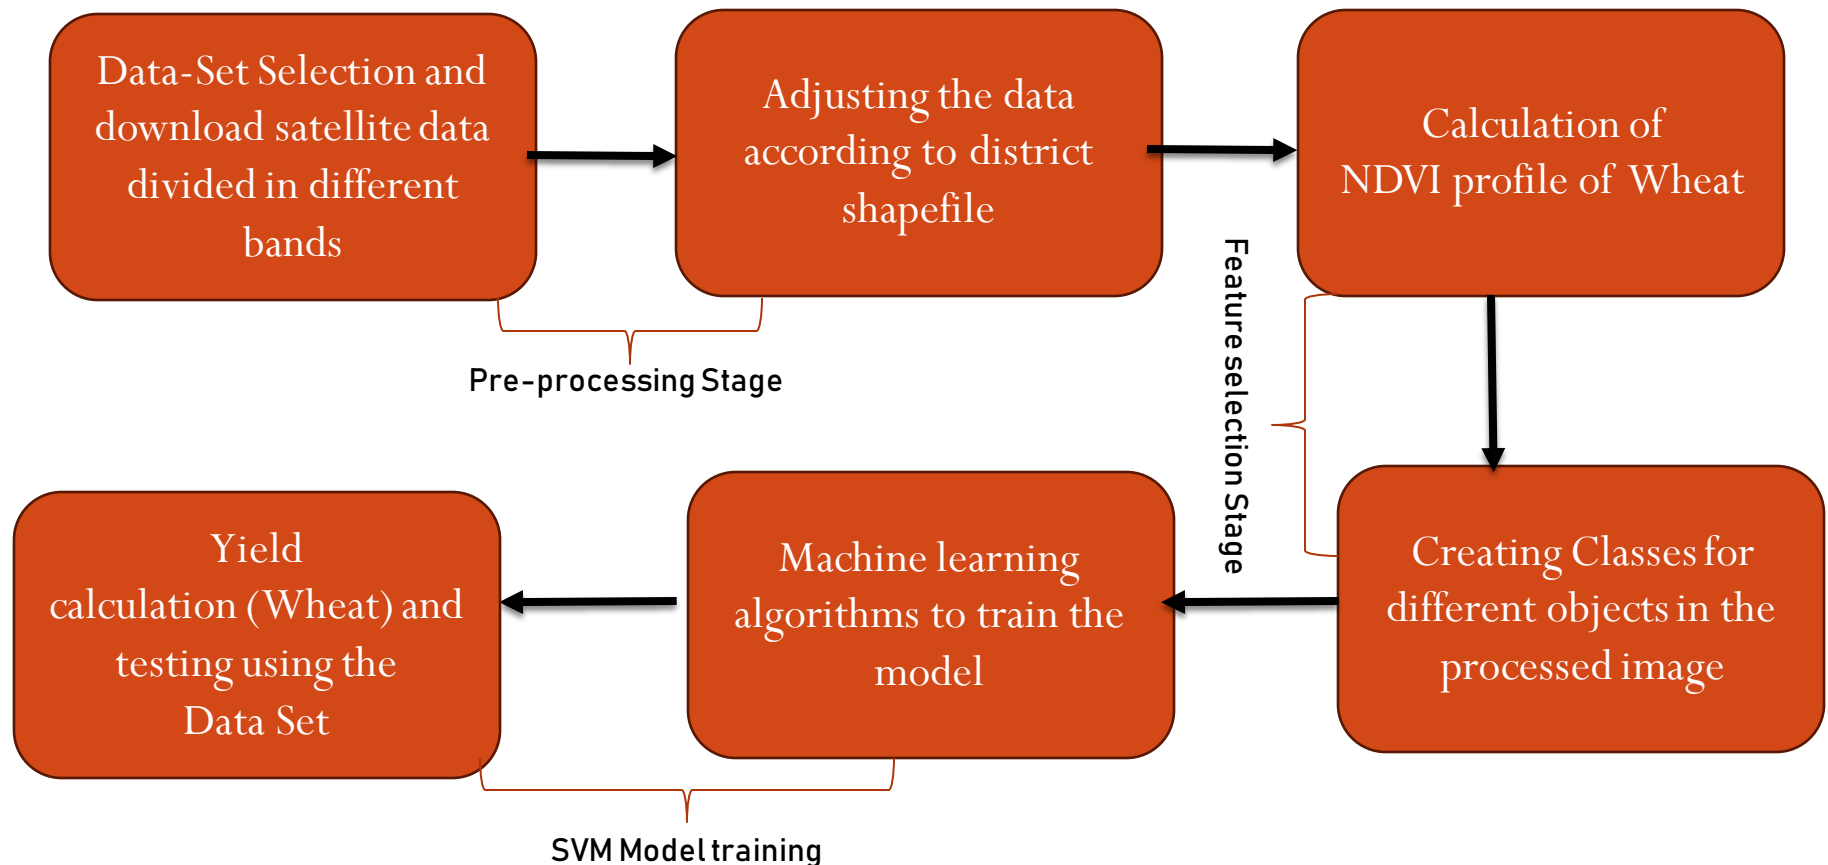 Data-Set Selection and
download satellite data
divided in different
bands
Adjusting the data
according to district
shapefile
Calculation of
NDVI profile of Wheat
Pre-processing Stage
Feature selection Stage
Creating Classes for
different objects in the
processed image
Machine learning
algorithms to train the
model
Yield
calculation (Wheat) and
testing using the
Data Set
SVM Model training